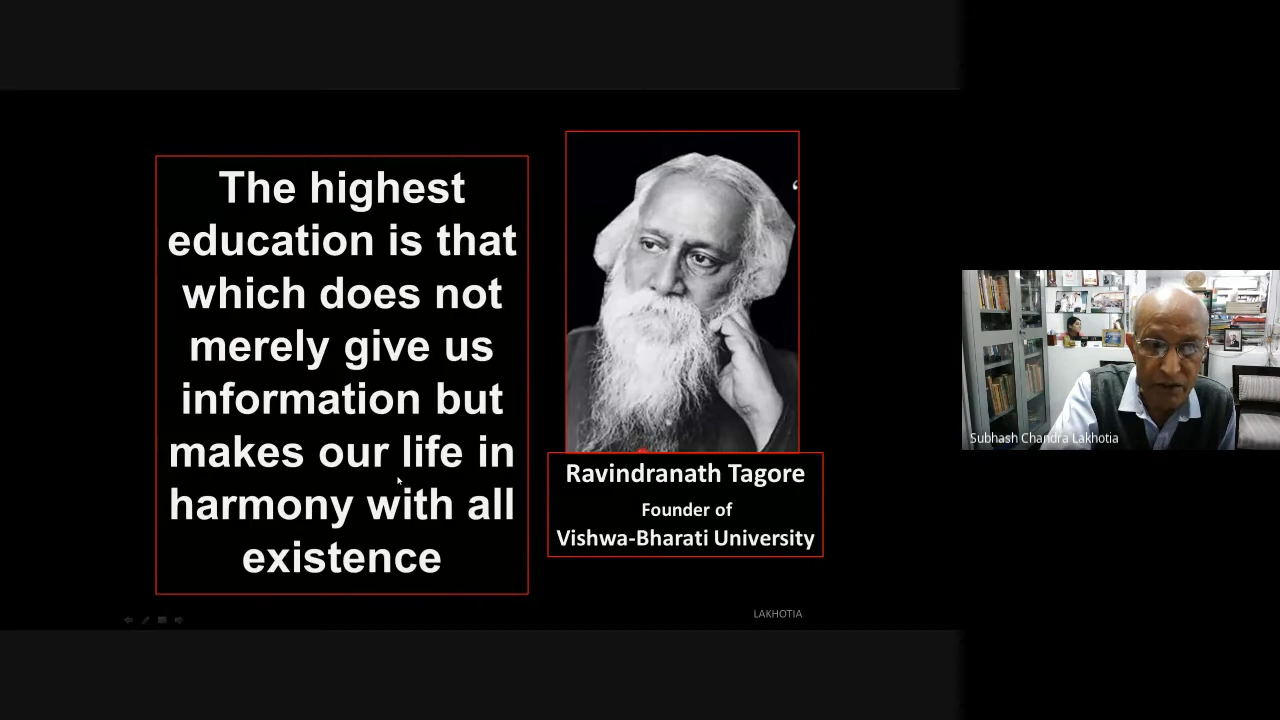 The highest
education is that
which does not
merely give us
information but
makes our life in
harmony with all
existence
‘
Ravindranath Tagore
Founder of
Vishwa-Bharati University
LAKHOTIA
Subhash Chandra Lakhotia